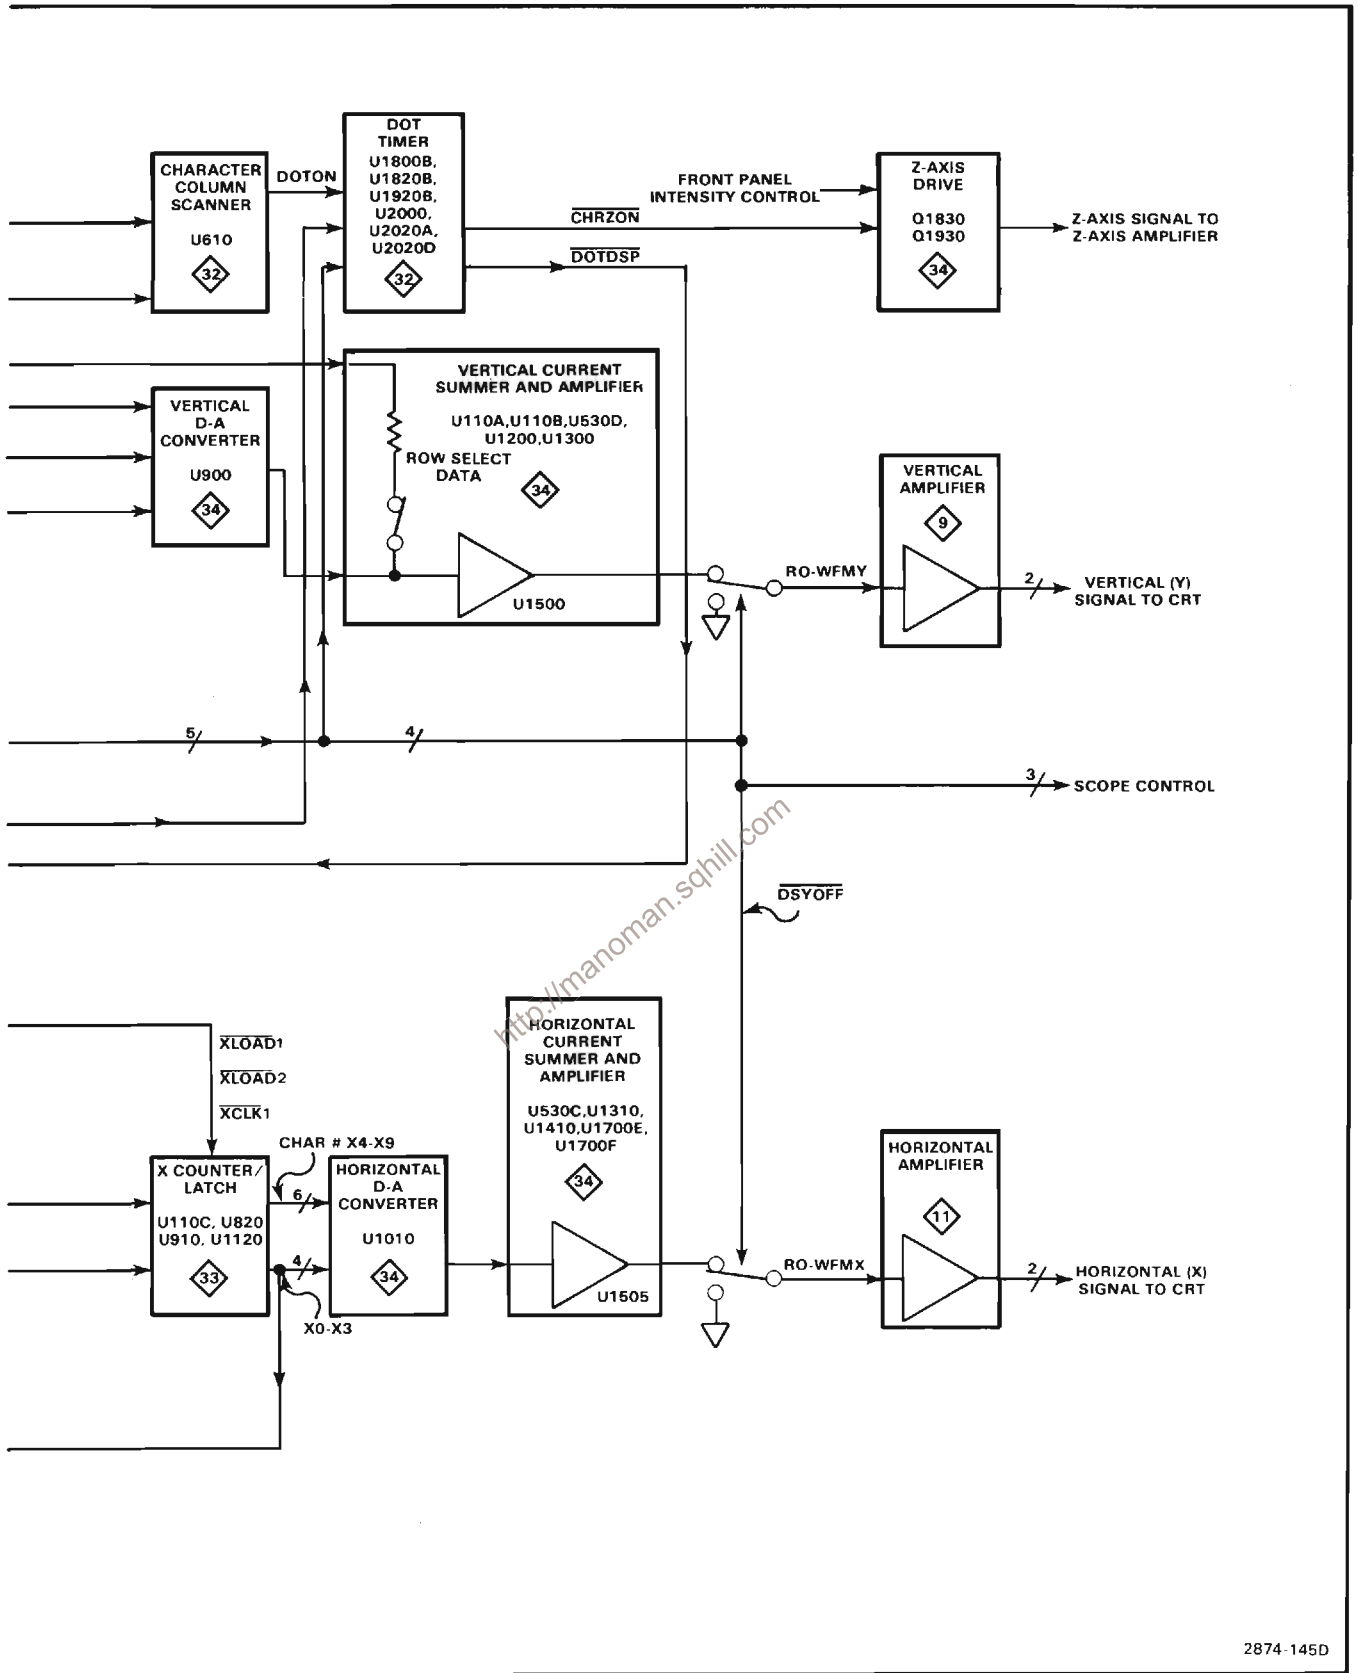 CHARACTER
COLUMN
SCANNER
U610
32
DOTON
DOT
TIMER
U1800B,
U1820B,
U1920B,
U2000,
U2020A,
U2020D
32
CHRZON
DOTDSP
FRONT PANEL
INTENSITY CONTROL
Z-AXIS
DRIVE
Q1830
Q1930
34
Z-AXIS SIGNAL TO
Z-AXIS AMPLIFIER
VERTICAL
D-A
CONVERTER
U900
34
VERTICAL CURRENT
SUMMER AND AMPLIFIER
U110A,U110B,U530D,
U1200,U1300
ROW SELECT
DATA
34
U1500
RO-WFMY
VERTICAL
AMPLIFIER
9
2
VERTICAL (Y)
SIGNAL TO CRT
5
4
3
SCOPE CONTROL
DSYOFF
http://manoman.sqhill.com
XLOAD1
XLOAD2
XCLK1
CHAR # X4-X9
X COUNTER/
LATCH
U110C, U820
U910, U1120
33
6
4
X0-X3
HORIZONTAL
D-A
CONVERTER
U1010
34
HORIZONTAL
CURRENT
SUMMER AND
AMPLIFIER
U530C,U1310,
U1410,U1700E,
U1700F
34
U1505
RO-WFMX
HORIZONTAL
AMPLIFIER
11
2
HORIZONTAL (X)
SIGNAL TO CRT
2874-145D